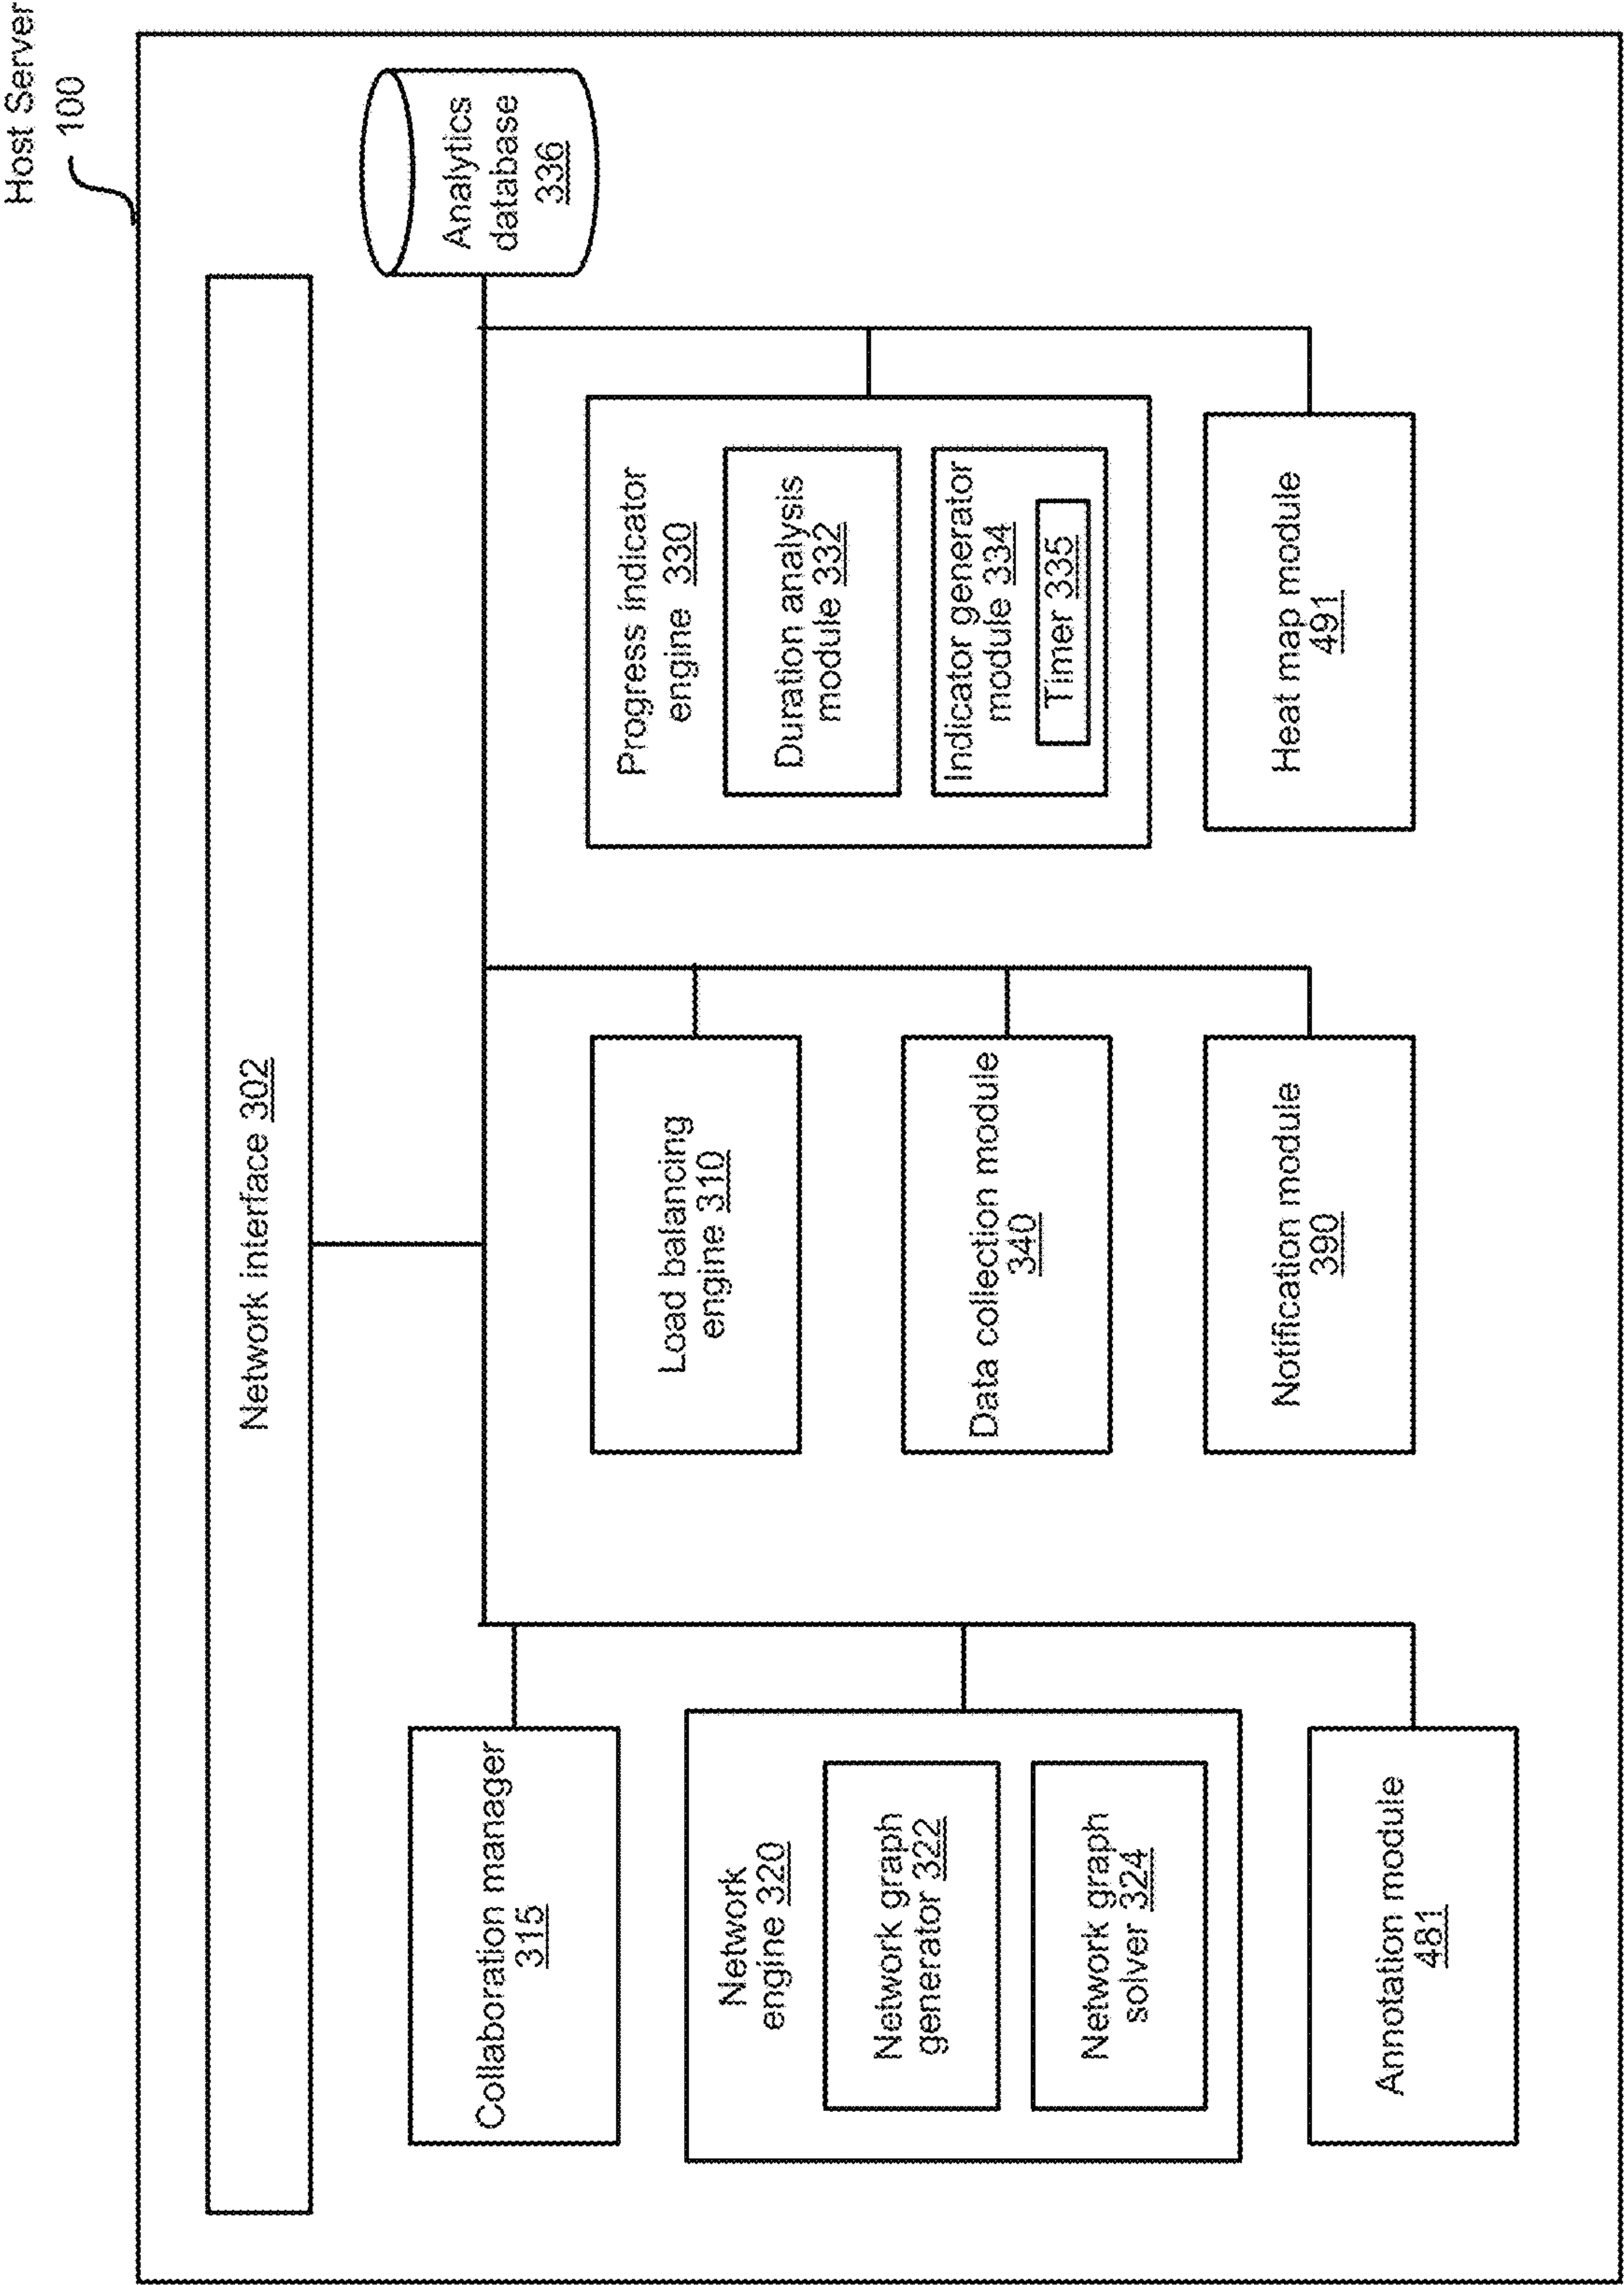 Host Server
100
Network interface 302
Analytics
database
336
Collaboration manager
315
Network
engine 320
Network graph
generator 322
Network graph
solver 324
Annotation module
481
Load balancing
engine 310
Data collection module
340
Notification module
390
Progress indicator
engine 330
Duration analysis
module 332
Indicator generator
module 334
Timer 335
Heat map module
491